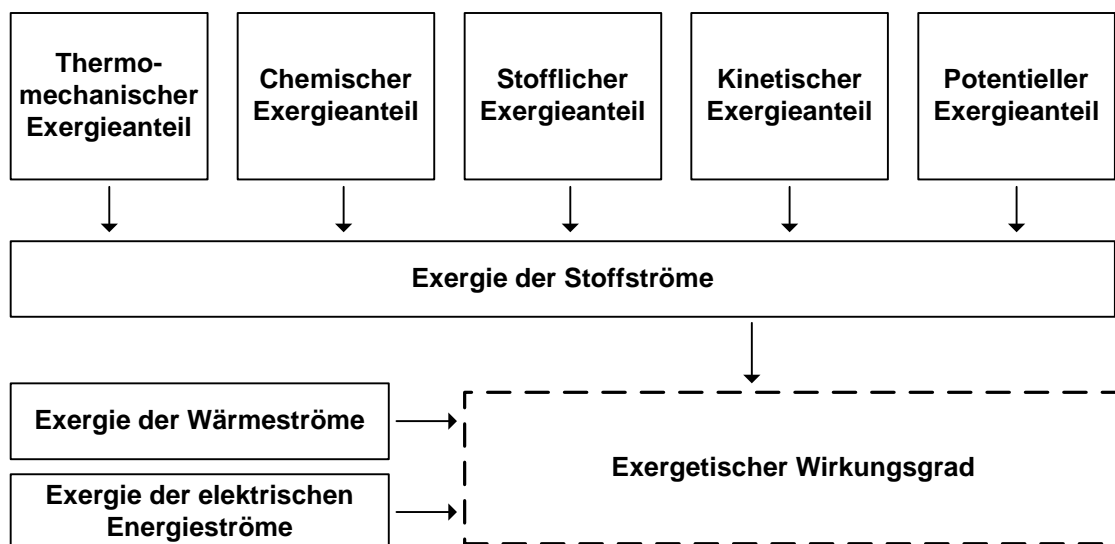 Thermo-
mechanischer
Exergieanteil
Chemischer
Exergieanteil
Stofflicher
Exergieanteil
Kinetischer
Exergieanteil
Potentieller
Exergieanteil
Exergie der Stoffströme
Exergie der Wärmeströme
Exergie der elektrischen
Energieströme
Exergetischer Wirkungsgrad